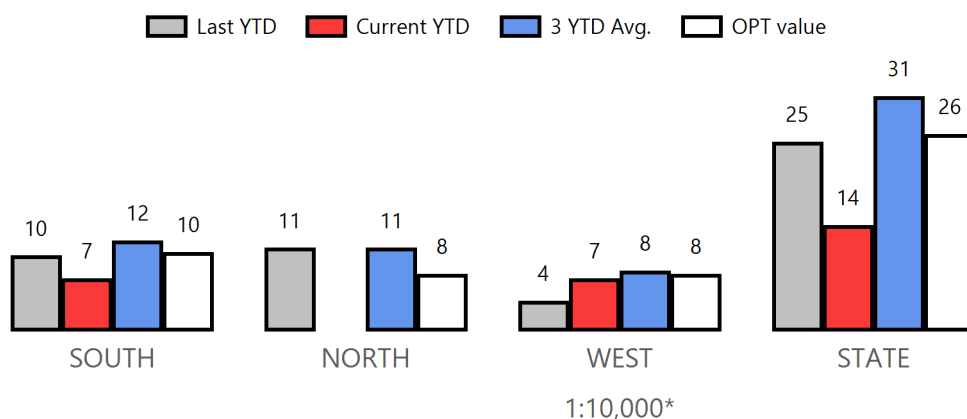 Last YTD Current YTD 3 YTD Avg. OPT value
10 7 12 10
11 11 8
4 7 8 8
25 14 31 26
SOUTH NORTH WEST STATE
1:10,000*